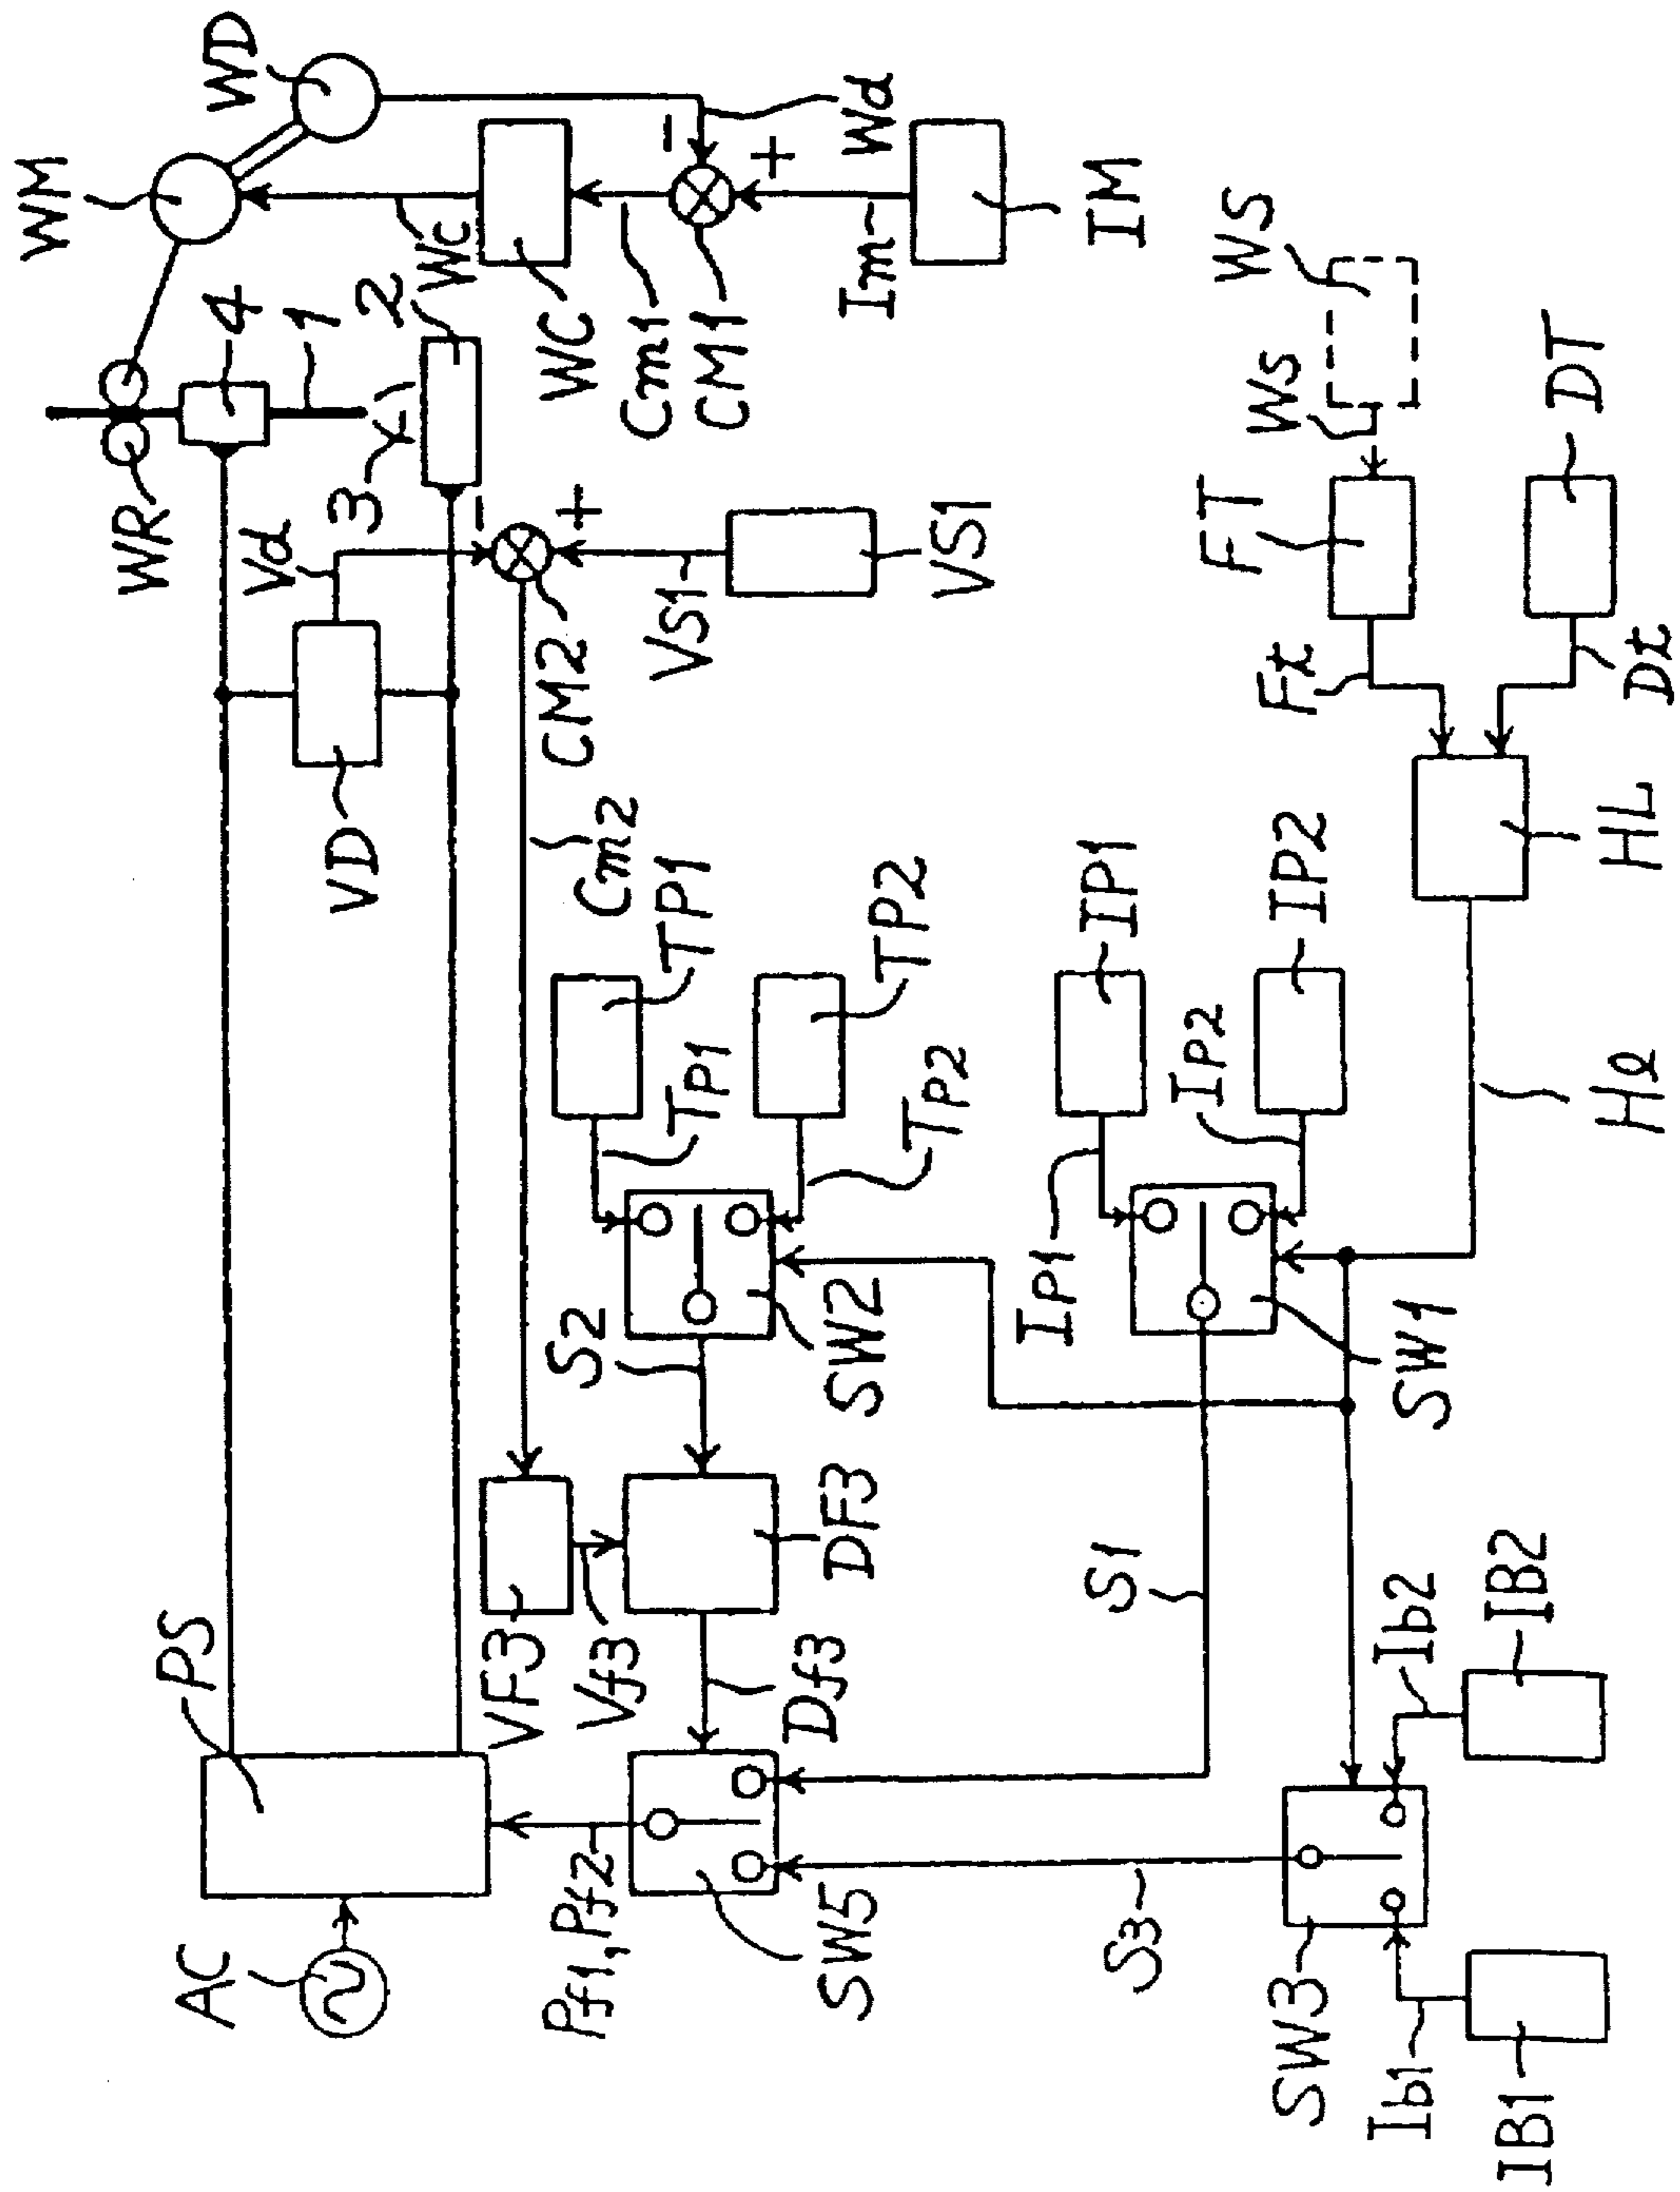 AC
PS
VD
Vd
WR
WM
WD
4
1
3
2
Wc
WC
Cm1
CM1
Wd
Im
IM
VF3
Vf3
Cm2
CM2
Vs1
VS1
Pf1, Pf2
SW5
Df3
DF3
S2
SW2
Tp1
TP1
Tp2
TP2
S3
S1
Ip1
IP1
Ip2
IP2
SW1
SW3
Ib1
IB1
Ib2
IB2
Hl
HL
Ft
FT
Ws
WS
Dt
DT